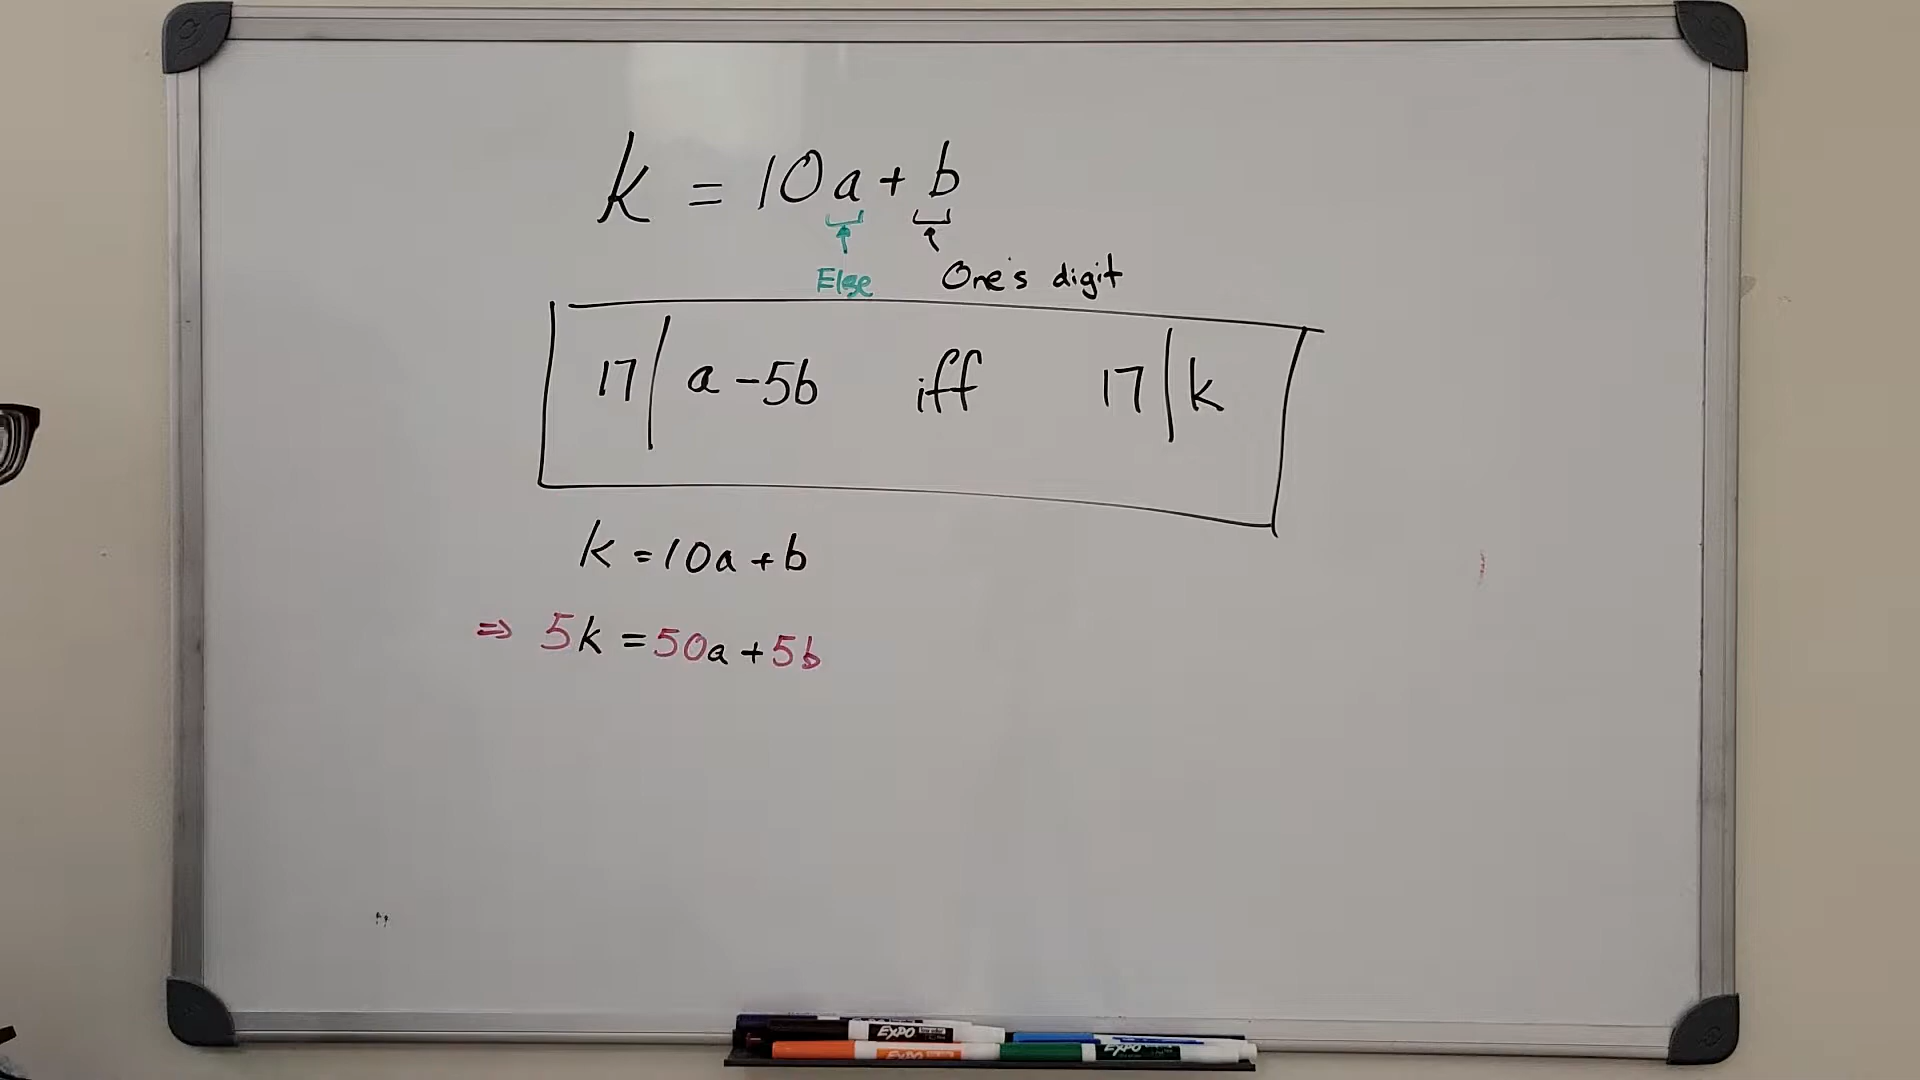 k = 10a + b
Else One's digit
17 | a - 5b iff 17 | k
k = 10a + b
⇒ 5k = 50a + 5b
EXPO
EXPO EXPO